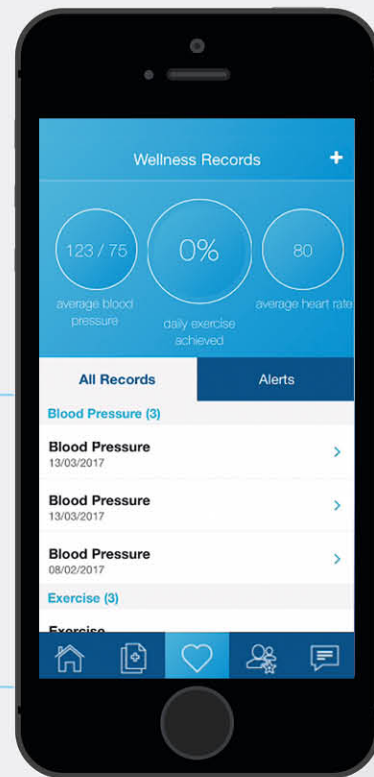 Wellness Records +
123 / 75
0%
80
average blood
pressure
daily exercise
achieved
average heart rate
All Records
Alerts
Blood Pressure (3)
Blood Pressure
13/03/2017
Blood Pressure
13/03/2017
Blood Pressure
08/02/2017
Exercise (3)
Exercise